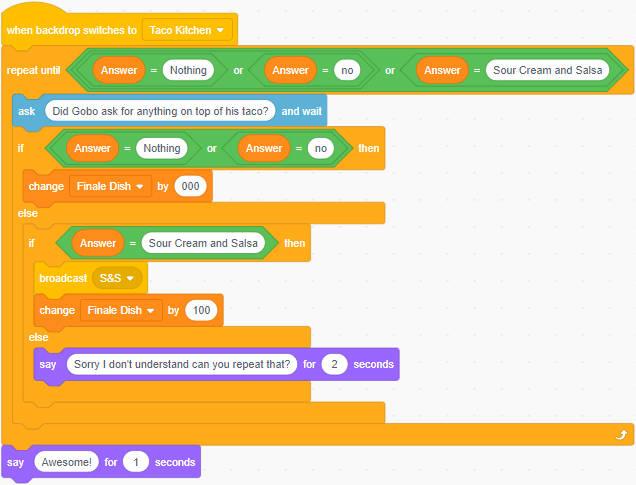 when backdrop switches to Taco Kitchen
repeat until Answer = Nothing or Answer = no or Answer = Sour Cream and Salsa
ask Did Gobo ask for anything on top of his taco? and wait
if Answer = Nothing or Answer = no then
change Finale Dish by 000
else
if Answer = Sour Cream and Salsa then
broadcast S&S
change Finale Dish by 100
else
say Sorry I don't understand can you repeat that? for 2 seconds
say Awesome! for 1 seconds